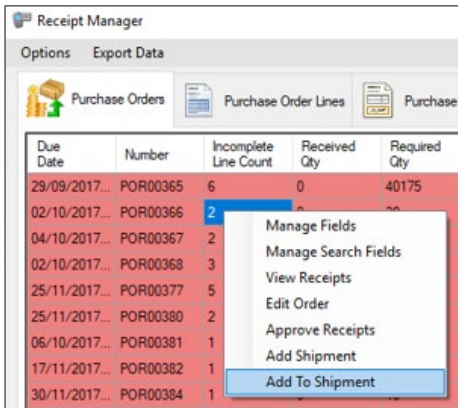 Receipt Manager
Options Export Data
Purchase Orders Purchase Order Lines Purchase
Due Date Number Incomplete Line Count Received Qty Required Qty
29/09/2017... POR00365 6 0 40175
02/10/2017... POR00366 2
04/10/2017... POR00367 2
02/10/2017... POR00368 3
25/11/2017... POR00377 5
25/11/2017... POR00380 2
06/10/2017... POR00381 1
17/11/2017... POR00382 1
30/11/2017... POR00384 1
Manage Fields
Manage Search Fields
View Receipts
Edit Order
Approve Receipts
Add Shipment
Add To Shipment